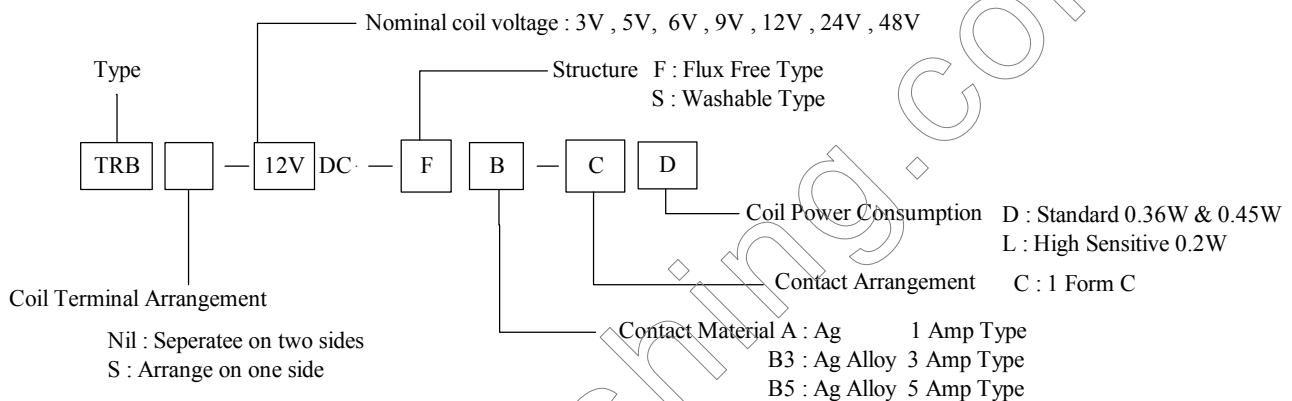 Nominal coil voltage : 3V , 5V, 6V , 9V , 12V , 24V , 48V
Type
Structure F : Flux Free Type
S : Washable Type
TRB — 12V DC — F B — C D
Coil Power Consumption D : Standard 0.36W & 0.45W
L : High Sensitive 0.2W
Coil Terminal Arrangement
Contact Arrangement C : 1 Form C
Nil : Seperatee on two sides
S : Arrange on one side
Contact Material A : Ag 1 Amp Type
B3 : Ag Alloy 3 Amp Type
B5 : Ag Alloy 5 Amp Type
shing.co